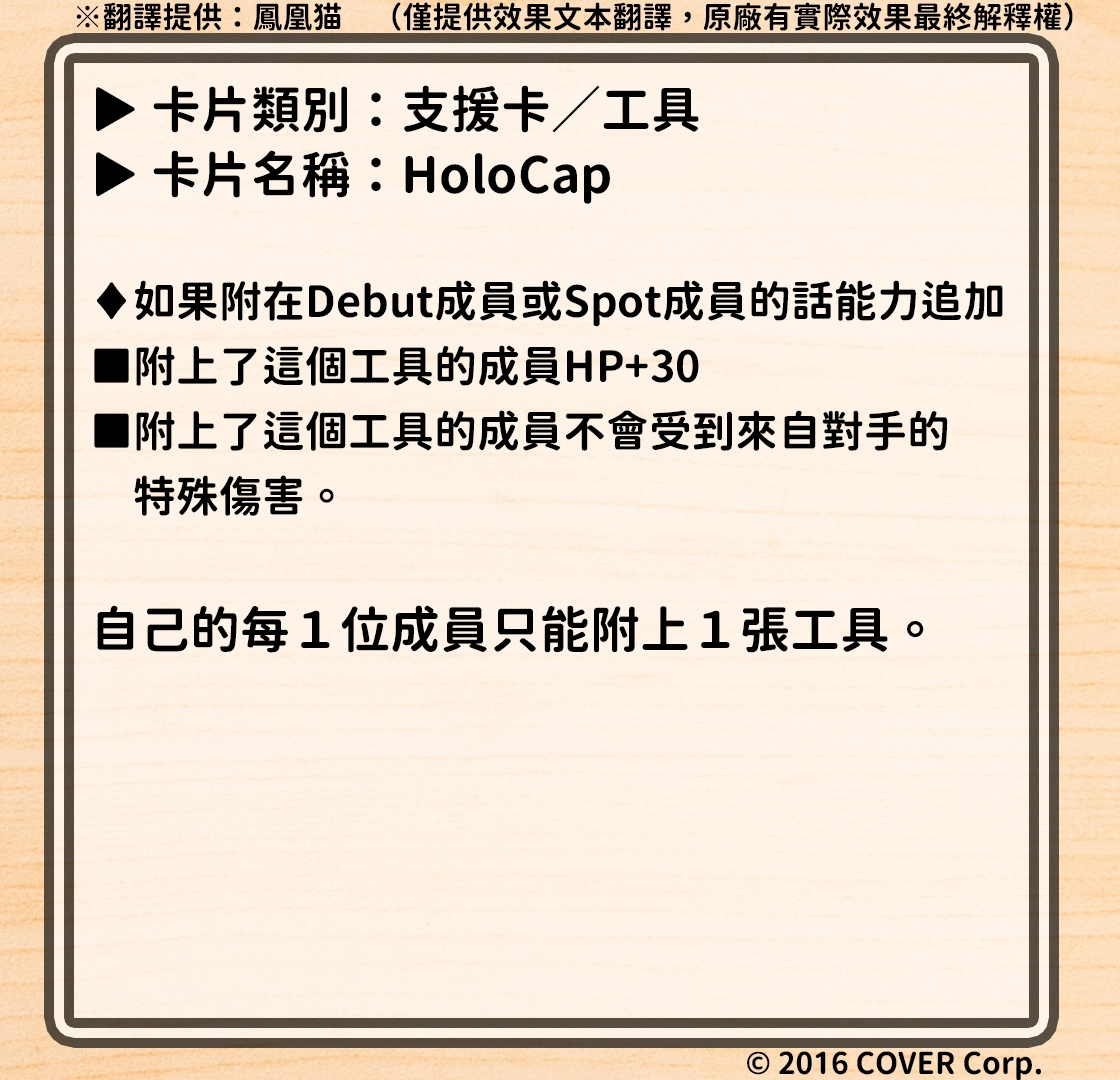 ※翻譯提供：鳳凰猫　（僅提供效果文本翻譯，原廠有實際效果最終解釋權）
▶ 卡片類別：支援卡／工具
▶ 卡片名稱：HoloCap
♦如果附在Debut成員或Spot成員的話能力追加
■附上了這個工具的成員HP+30
■附上了這個工具的成員不會受到來自對手的
特殊傷害。
自己的每１位成員只能附上１張工具。
© 2016 COVER Corp.